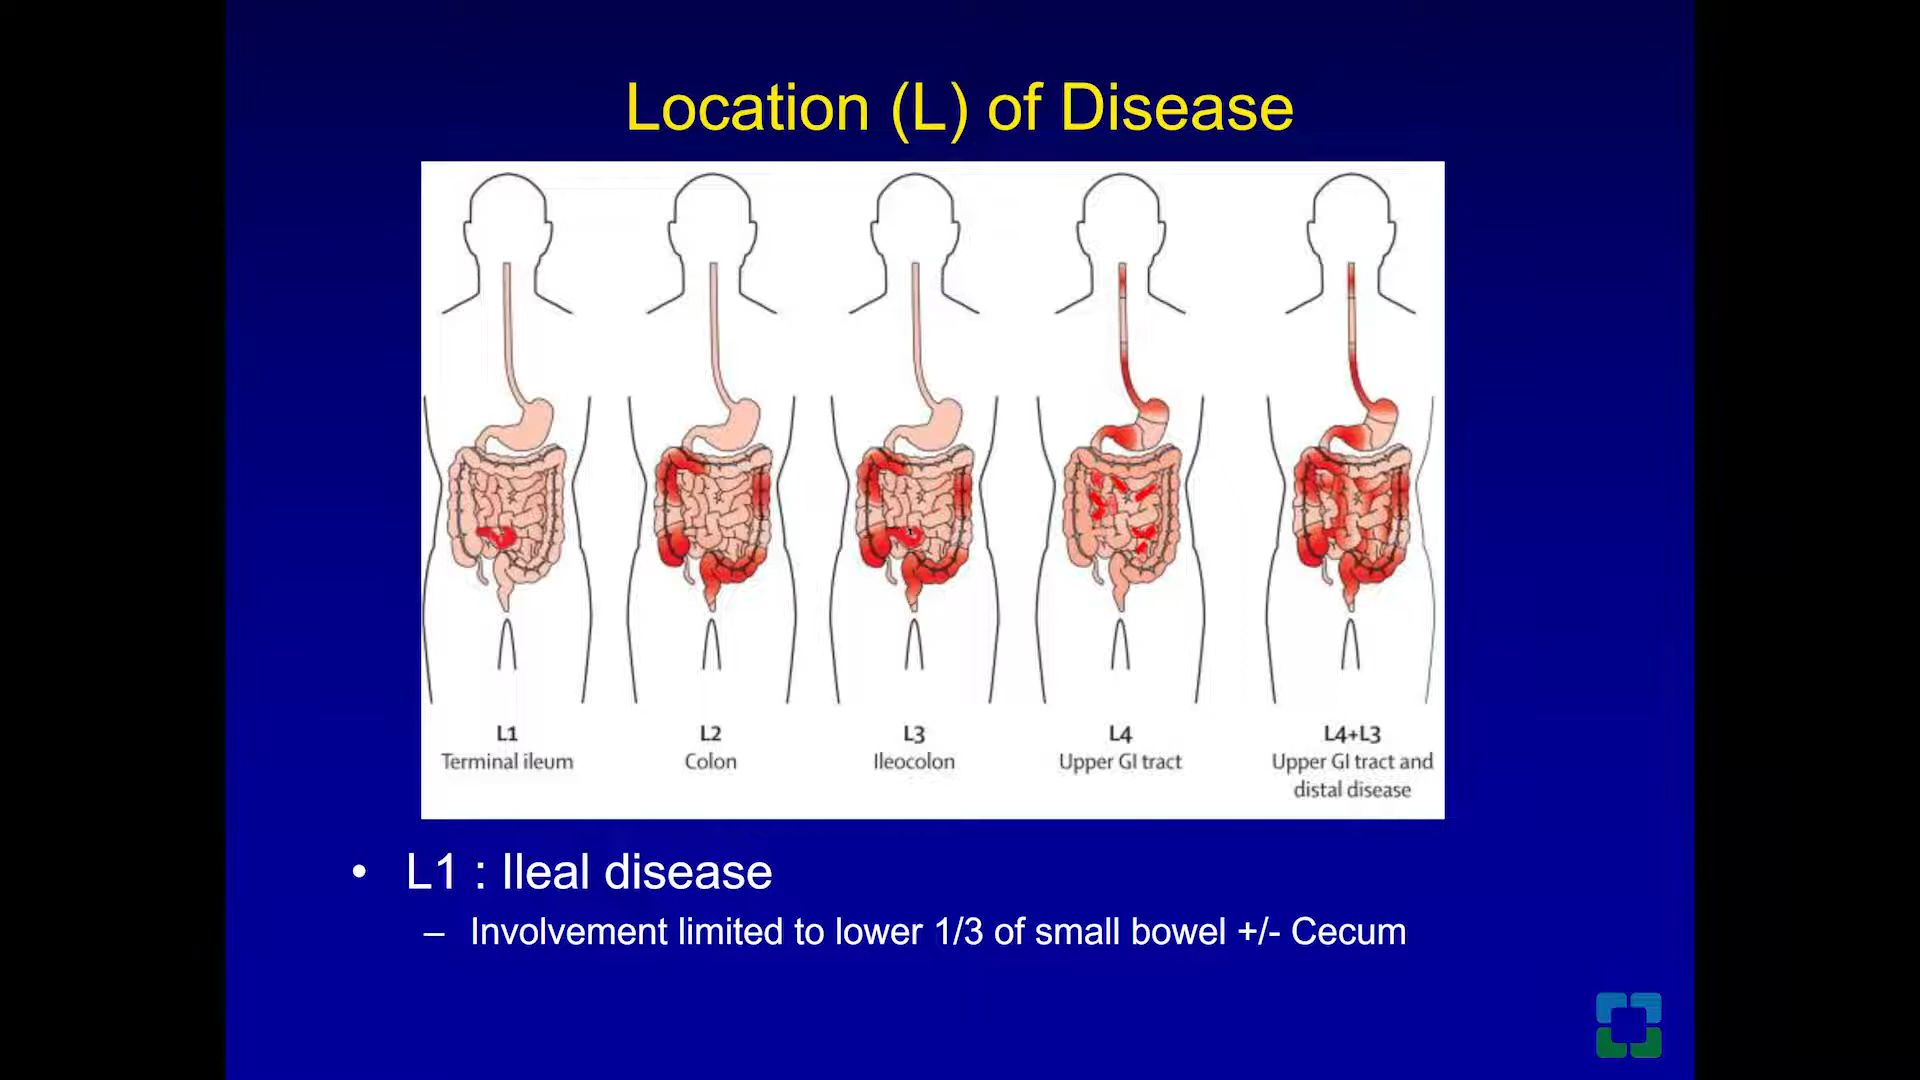 Location (L) of Disease
L1
Terminal ileum
L2
Colon
L3
Ileocolon
L4
Upper GI tract
L4+L3
Upper GI tract and
distal disease
• L1 : Ileal disease
– Involvement limited to lower 1/3 of small bowel +/- Cecum